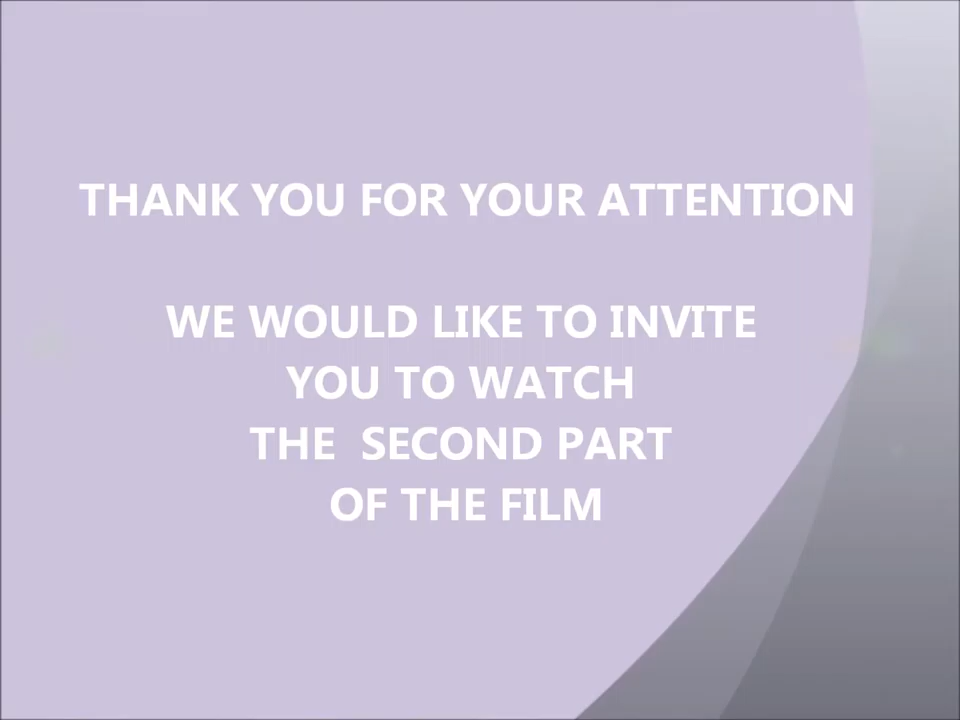 THANK YOU FOR YOUR ATTENTION
WE WOULD LIKE TO INVITE
YOU TO WATCH
THE  SECOND PART
OF THE FILM